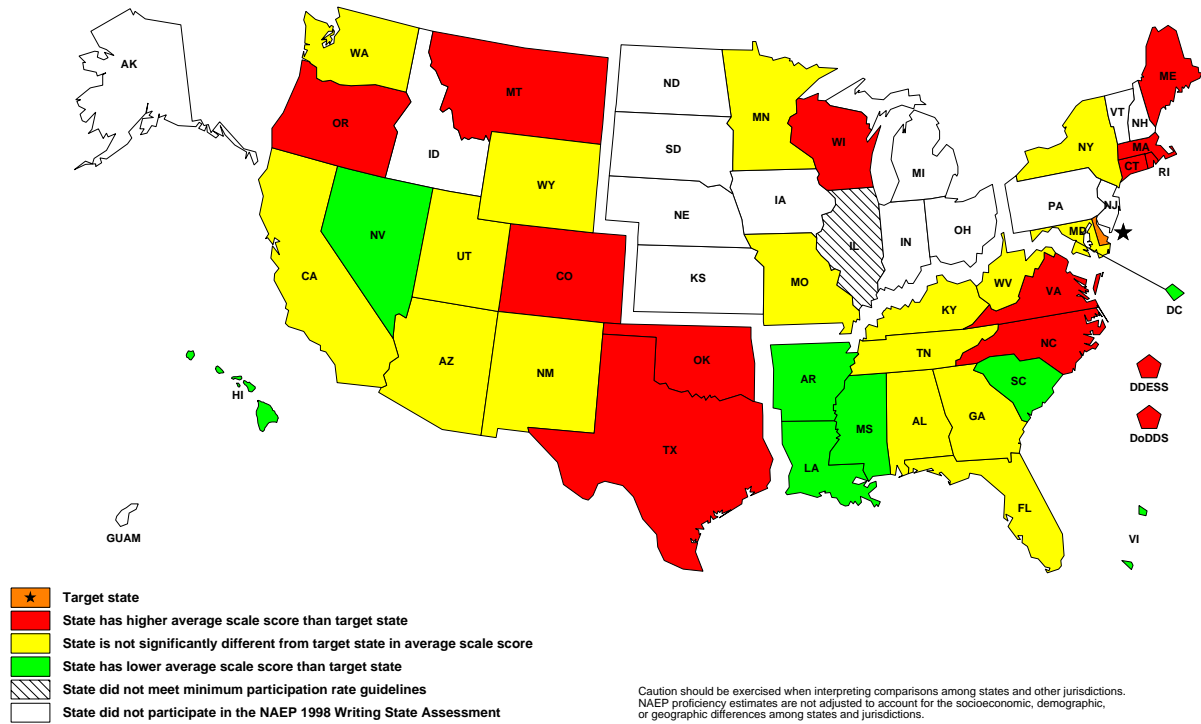 AK
WA
MT
ND
MN
ME
VT
NH
OR
ID
SD
WI
NY
MA
CT
RI
MI
WY
IA
PA
NJ
NE
NV
UT
IL
IN
OH
MD
CA
CO
KS
MO
WV
VA
DC
KY
AZ
NM
OK
AR
TN
NC
SC
DDESS
HI
TX
MS
AL
GA
DoDDS
LA
FL
GUAM
VI
Target state
State has higher average scale score than target state
State is not significantly different from target state in average scale score
State has lower average scale score than target state
State did not meet minimum participation rate guidelines
State did not participate in the NAEP 1998 Writing State Assessment
Caution should be exercised when interpreting comparisons among states and other jurisdictions.
NAEP proficiency estimates are not adjusted to account for the socioeconomic, demographic,
or geographic differences among states and jurisdictions.